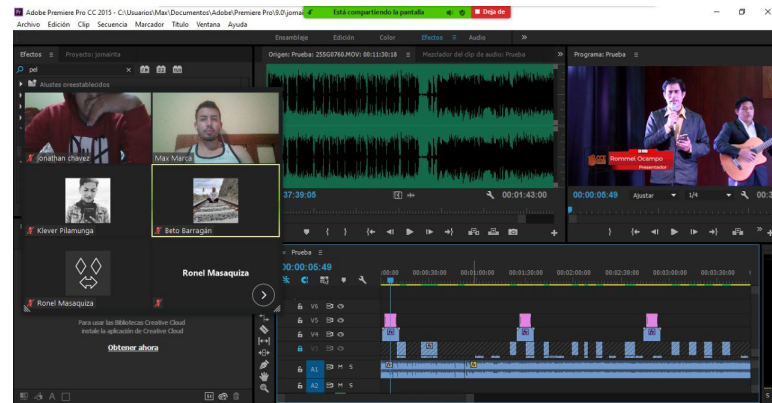 Adobe Premiere Pro CC 2015 - C:\Usuarios\Max\Documentos\Adobe\Premiere Pro\9.0\jomai
Está compartiendo la pantalla
Deja de
Archivo Edición Clip Secuencia Marcador Título Ventana Ayuda
Ensamblaje Edición Color Efectos Audio
Efectos Proyecto: jomairita
Origen: Prueba: 255G0760.MOV: 00:11:30:18
Mezclador del clip de audio: Prueba
Programa: Prueba
pel
Ajustes preestablecidos
jonathan chavez
Max Marca
Klever Pilamunga
Beto Barragán
Ronel Masaquiza
Ronel Masaquiza
Rommel Ocampo
Presentador
37:39:05
00:01:43:00
00:00:05:49
Ajustar
1/4
00:3
Prueba
00:00:05:49
:00:00 00:00:30:00 00:01:00:00 00:01:30:00 00:02:00:00 00:02:30:00 00:03:00:00 00:03:30:00
V6
V5
V4
V3
A1 M S
A2 M S
Para usar las Bibliotecas Creative Cloud
instale la aplicación de Creative Cloud
Obtener ahora